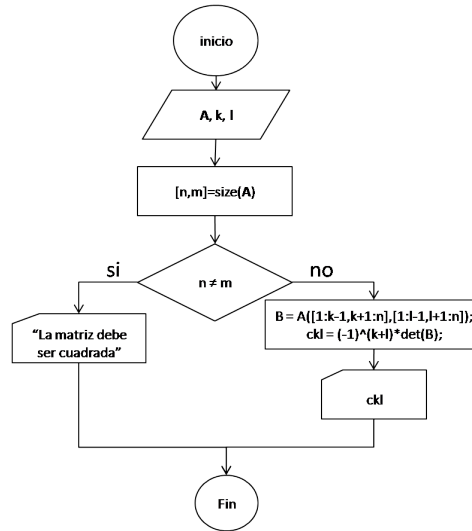 inicio
A, k, l
[n,m]=size(A)
n ≠ m
si
no
"La matriz debe
ser cuadrada"
B = A([1:k-1,k+1:n],[1:l-1,l+1:n]);
ckl = (-1)^(k+l)*det(B);
ckl
Fin